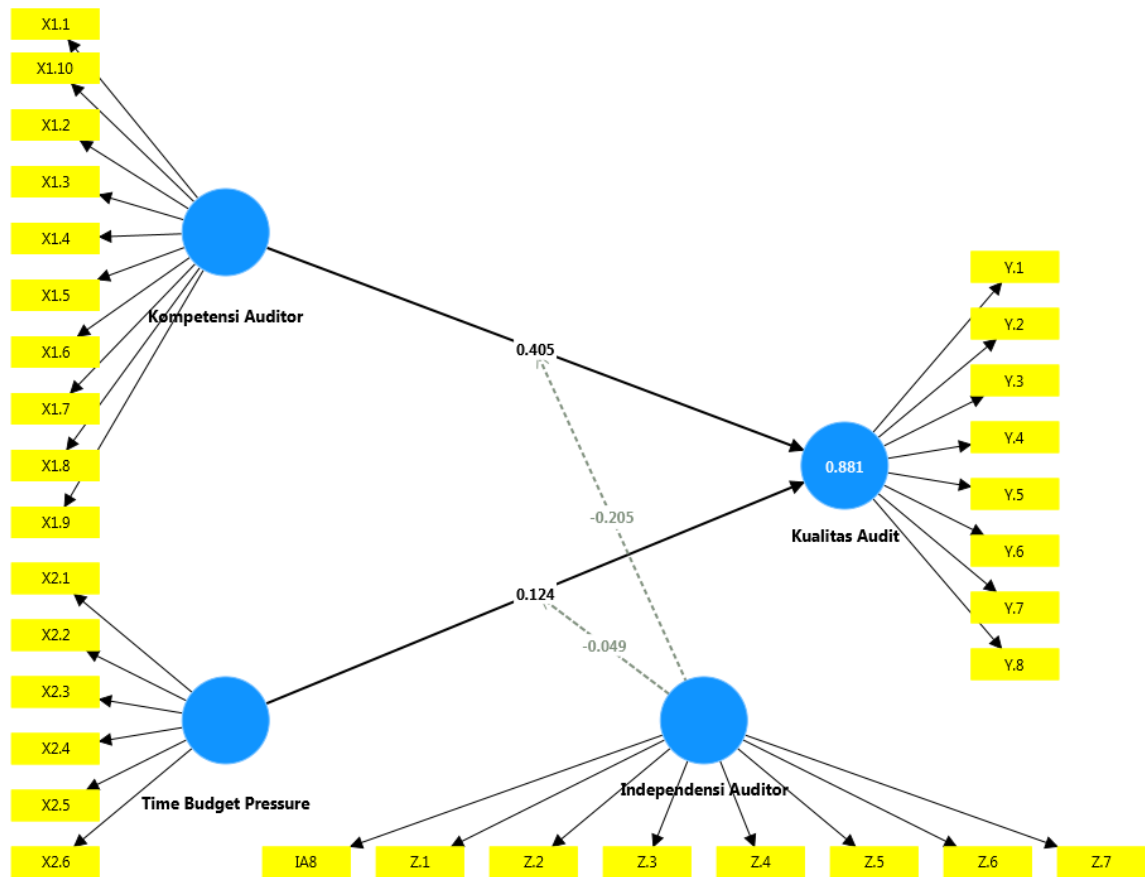 X1.1
X1.10
X1.2
X1.3
X1.4
X1.5
X1.6
X1.7
X1.8
X1.9
Kompetensi Auditor
0.405
Y.1
Y.2
Y.3
Y.4
Y.5
Y.6
Y.7
Y.8
0.881
Kualitas Audit
-0.205
X2.1
X2.2
X2.3
X2.4
X2.5
X2.6
Time Budget Pressure
0.124
-0.049
Independensi Auditor
IA8
Z.1
Z.2
Z.3
Z.4
Z.5
Z.6
Z.7